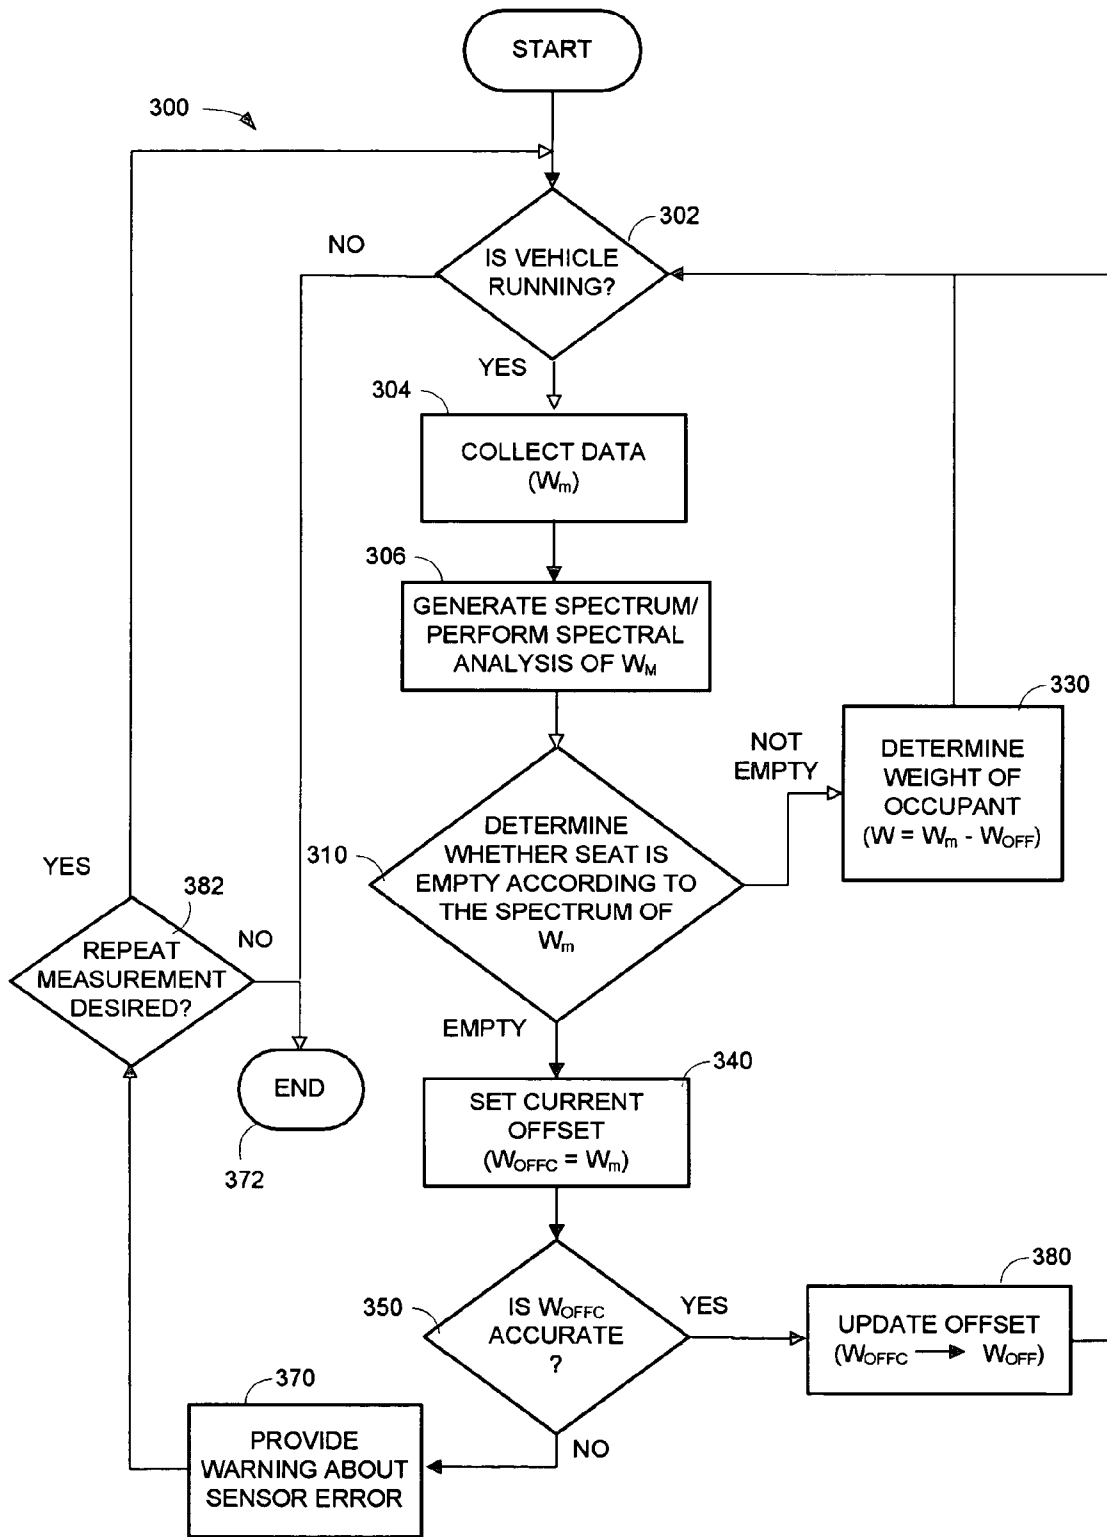 START
300
302
NO
IS VEHICLE
RUNNING?
YES
304
COLLECT DATA
(Wm)
306
GENERATE SPECTRUM/
PERFORM SPECTRAL
ANALYSIS OF WM
330
NOT
EMPTY
DETERMINE
WEIGHT OF
OCCUPANT
(W = Wm - WOFF)
310
DETERMINE
WHETHER SEAT IS
EMPTY ACCORDING TO
THE SPECTRUM OF
Wm
YES
382
NO
REPEAT
MEASUREMENT
DESIRED?
EMPTY
END
372
340
SET CURRENT
OFFSET
(WOFFC = Wm)
350
IS WOFFC
ACCURATE
?
YES
380
UPDATE OFFSET
(WOFFC → WOFF)
370
NO
PROVIDE
WARNING ABOUT
SENSOR ERROR